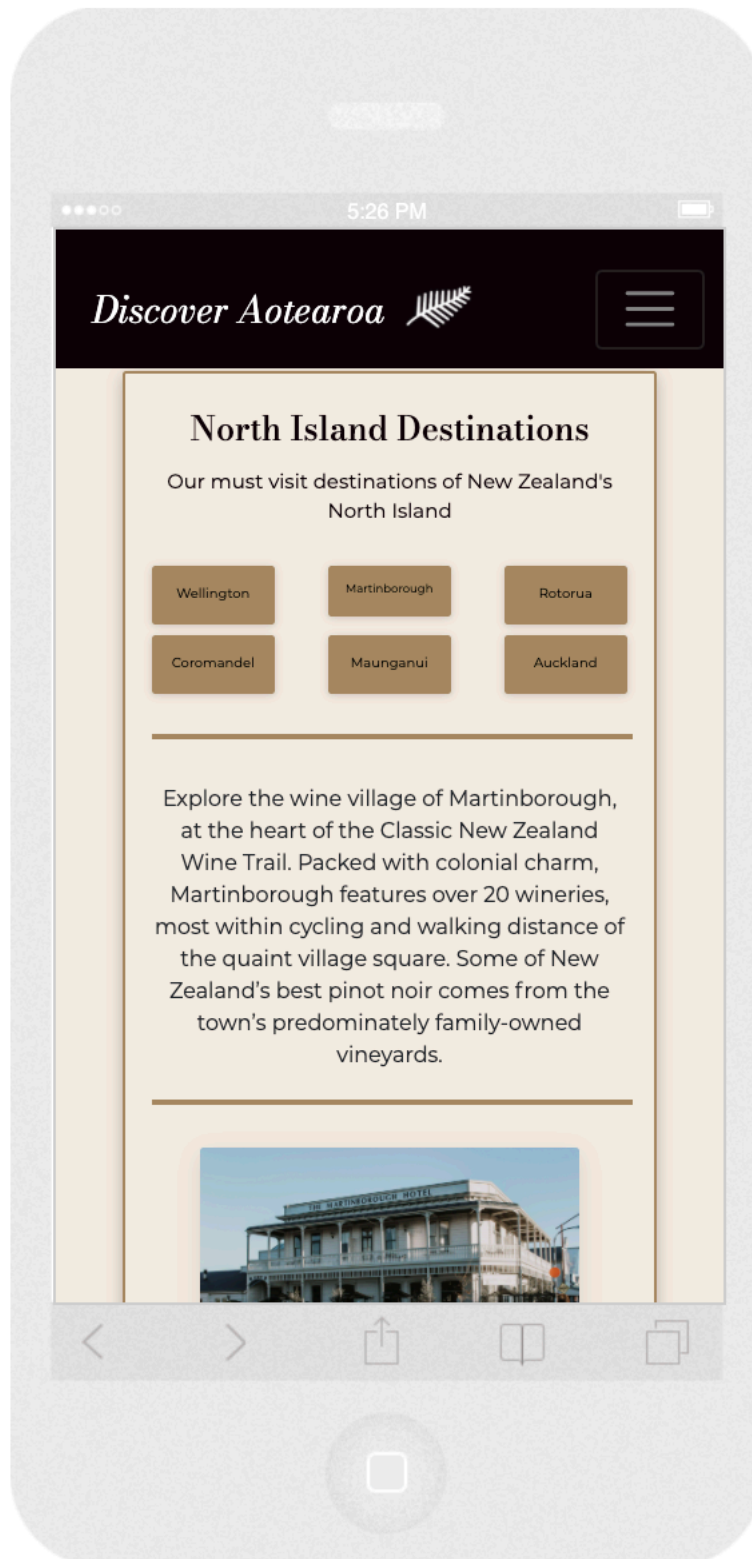 5:26 PM
Discover Aotearoa
North Island Destinations
Our must visit destinations of New Zealand's
North Island
Wellington
Martinborough
Rotorua
Coromandel
Maunganui
Auckland
Explore the wine village of Martinborough,
at the heart of the Classic New Zealand
Wine Trail. Packed with colonial charm,
Martinborough features over 20 wineries,
most within cycling and walking distance of
the quaint village square. Some of New
Zealand’s best pinot noir comes from the
town’s predominately family-owned
vineyards.
THE MARTINBOROUGH HOTEL